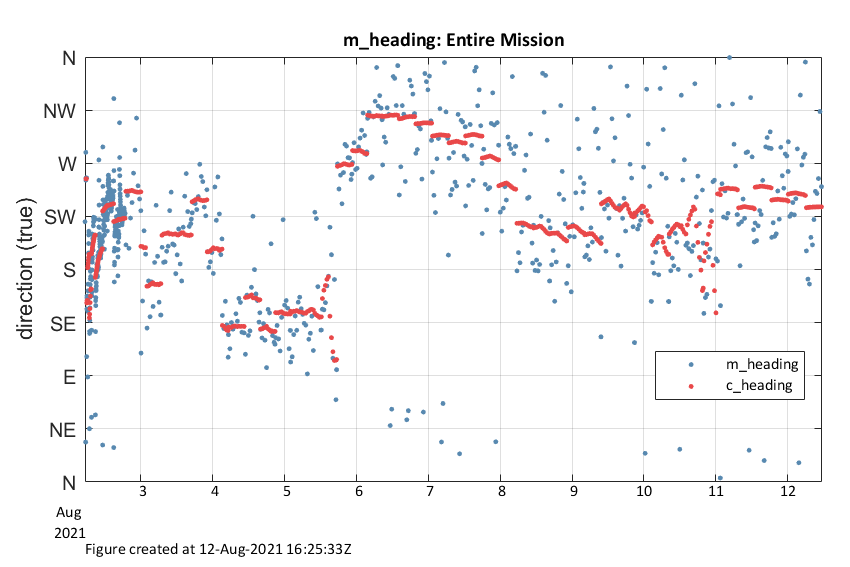 m_heading: Entire Mission
direction (true)
N
NW
W
SW
S
SE
E
NE
N
m_heading
c_heading
3 4 5 6 7 8 9 10 11 12
Aug
2021
Figure created at 12-Aug-2021 16:25:33Z